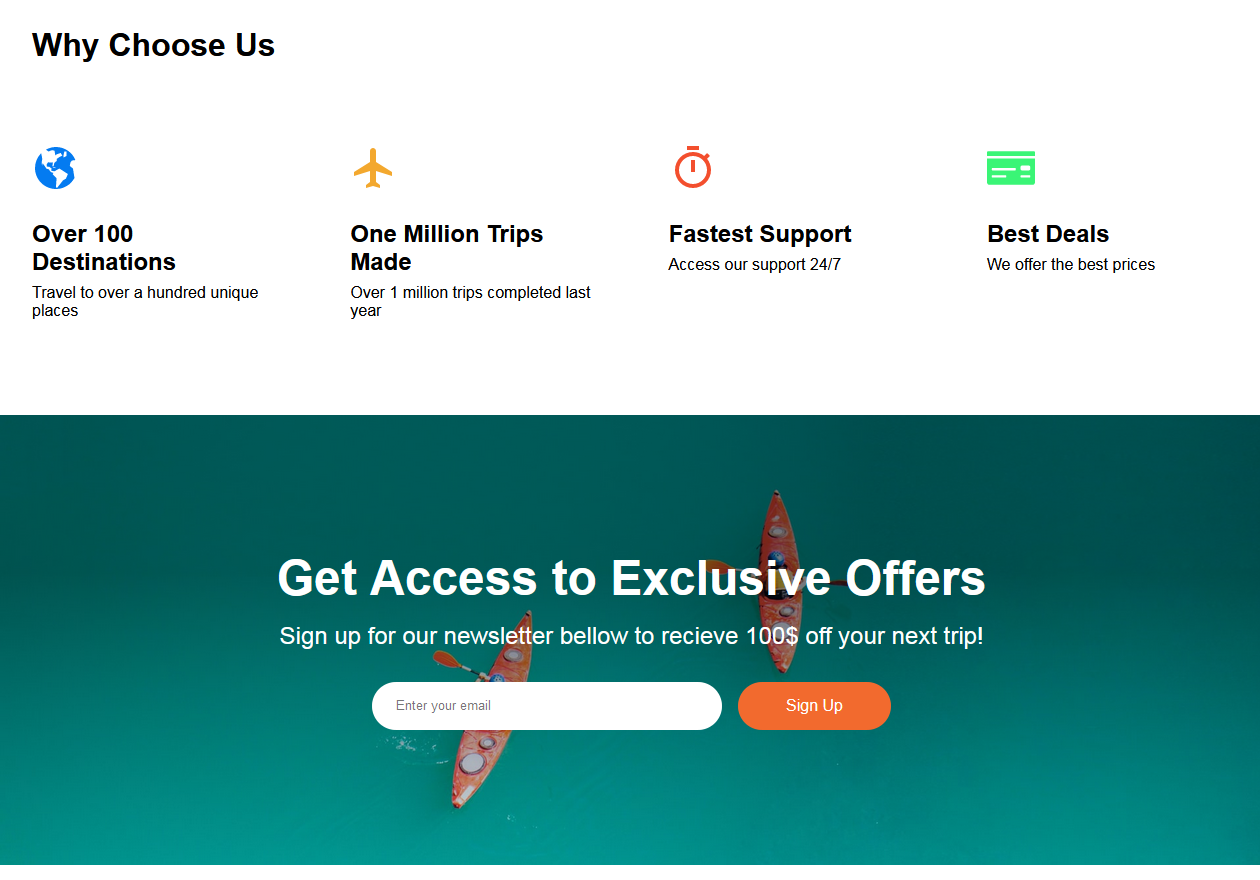 Why Choose Us
Over 100
Destinations
Travel to over a hundred unique
places
One Million Trips
Made
Over 1 million trips completed last
year
Fastest Support
Access our support 24/7
Best Deals
We offer the best prices
Get Access to Exclusive Offers
Sign up for our newsletter bellow to recieve 100$ off your next trip!
Enter your email
Sign Up